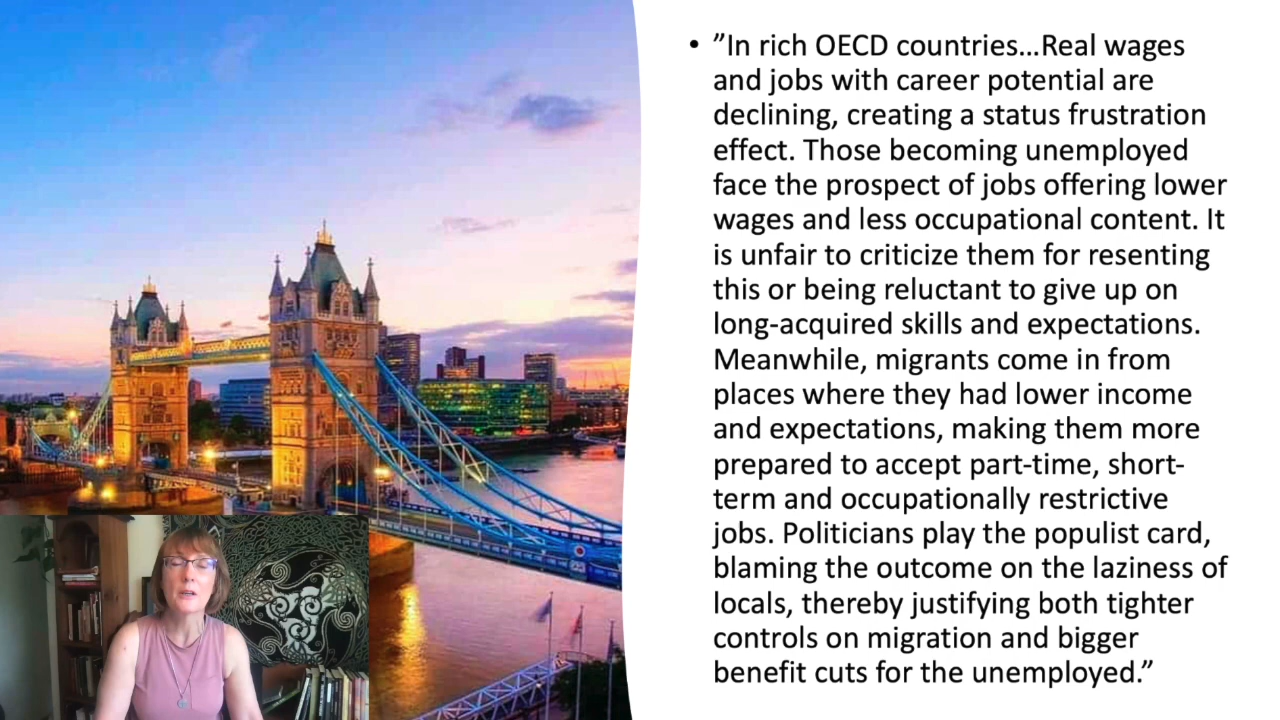 • ”In rich OECD countries…Real wages
and jobs with career potential are
declining, creating a status frustration
effect. Those becoming unemployed
face the prospect of jobs offering lower
wages and less occupational content. It
is unfair to criticize them for resenting
this or being reluctant to give up on
long-acquired skills and expectations.
Meanwhile, migrants come in from
places where they had lower income
and expectations, making them more
prepared to accept part-time, short-
term and occupationally restrictive
jobs. Politicians play the populist card,
blaming the outcome on the laziness of
locals, thereby justifying both tighter
controls on migration and bigger
benefit cuts for the unemployed.”